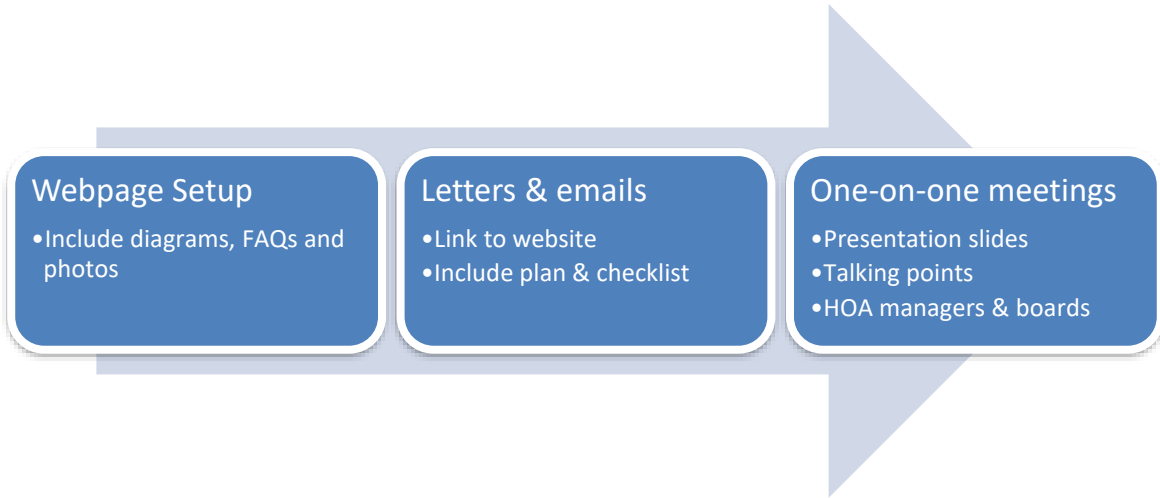 Webpage Setup
•Include diagrams, FAQs and
photos
Letters & emails
•Link to website
•Include plan & checklist
One-on-one meetings
•Presentation slides
•Talking points
•HOA managers & boards